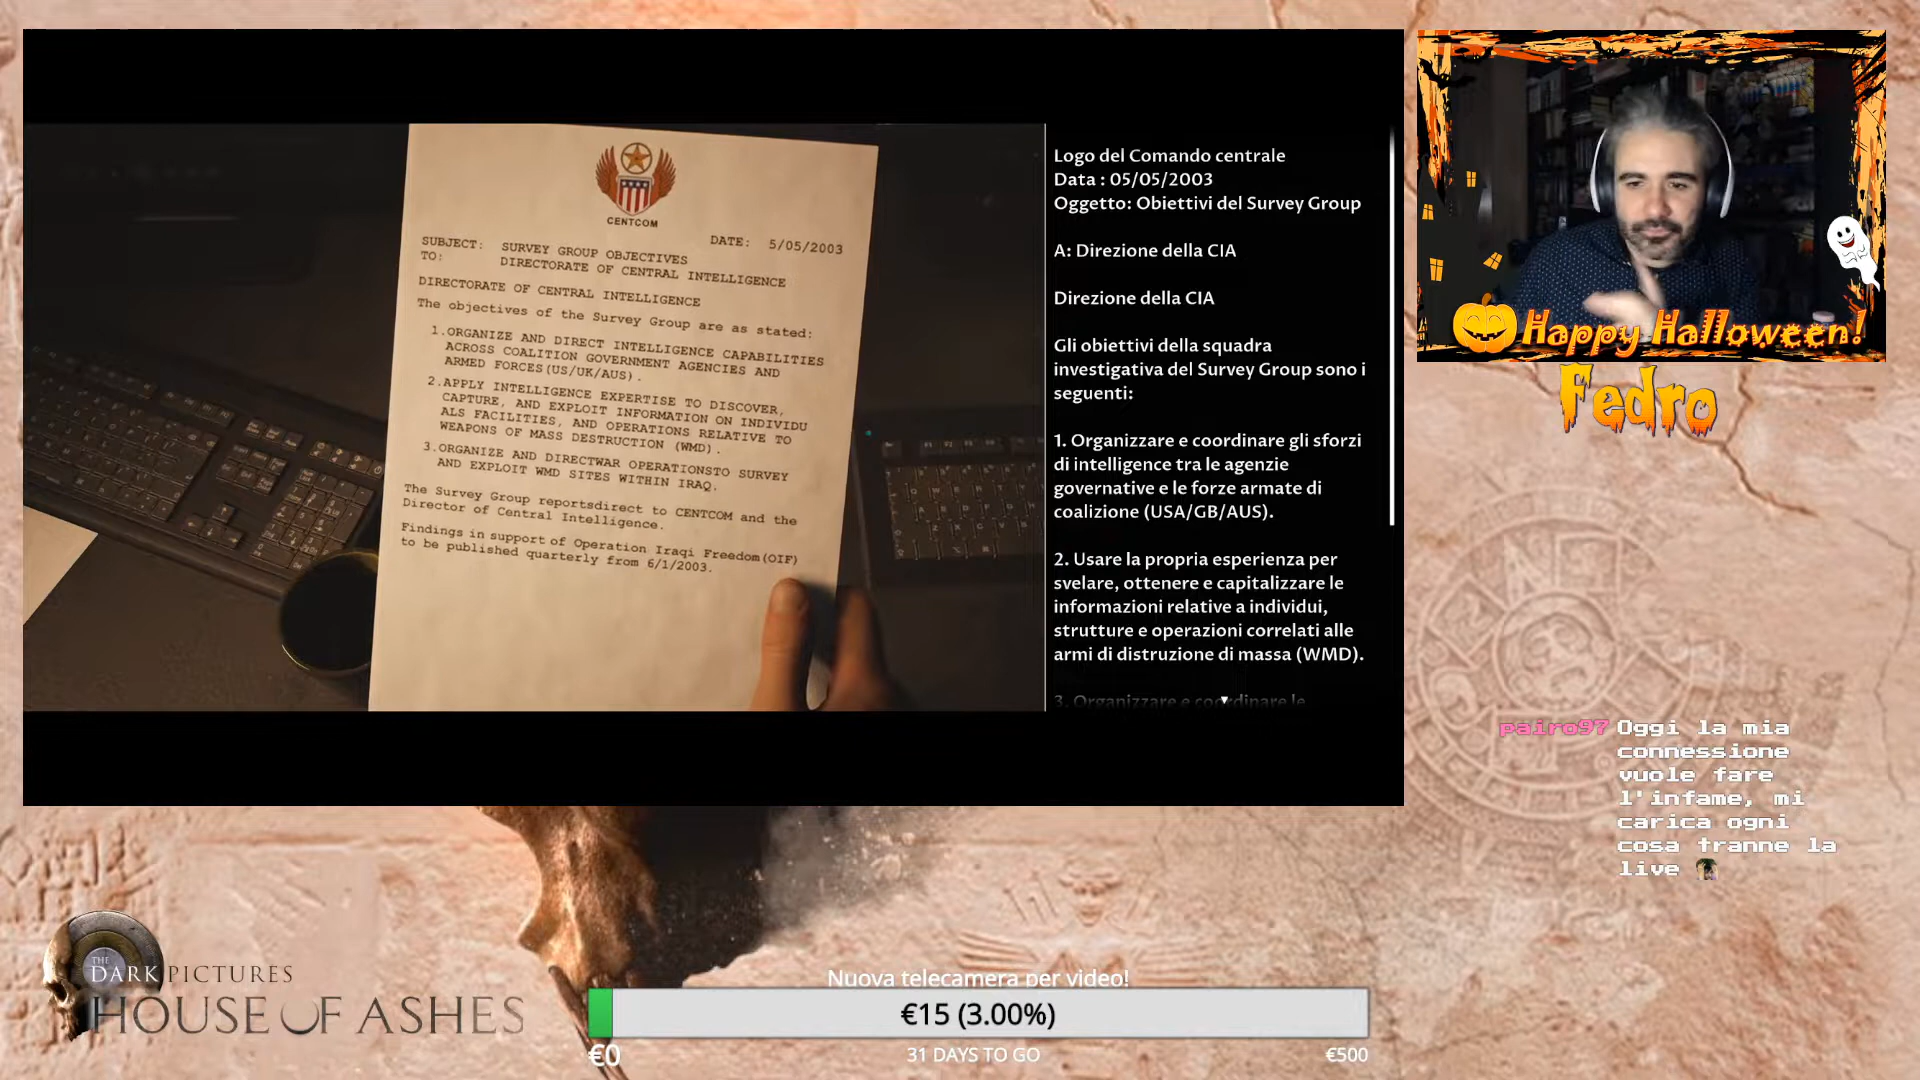 CENTCOM
DATE: 5/05/2003
SUBJECT: SURVEY GROUP OBJECTIVES
TO: DIRECTORATE OF CENTRAL INTELLIGENCE
DIRECTORATE OF CENTRAL INTELLIGENCE
The objectives of the Survey Group are as stated:
1.ORGANIZE AND DIRECT INTELLIGENCE CAPABILITIES
ACROSS COALITION GOVERNMENT AGENCIES AND
ARMED FORCES(US/UK/AUS).
2.APPLY INTELLIGENCE EXPERTISE TO DISCOVER,
CAPTURE, AND EXPLOIT INFORMATION ON INDIVIDU
ALS FACILITIES, AND OPERATIONS RELATIVE TO
WEAPONS OF MASS DESTRUCTION (WMD).
3.ORGANIZE AND DIRECTWAR OPERATIONSTO SURVEY
AND EXPLOIT WMD SITES WITHIN IRAQ.
The Survey Group reportsdirect to CENTCOM and the
Director of Central Intelligence.
Findings in support of Operation Iraqi Freedom(OIF)
to be published quarterly from 6/1/2003.
Logo del Comando centrale
Data : 05/05/2003
Oggetto: Obiettivi del Survey Group
A: Direzione della CIA
Direzione della CIA
Gli obiettivi della squadra
investigativa del Survey Group sono i
seguenti:
1. Organizzare e coordinare gli sforzi
di intelligence tra le agenzie
governative e le forze armate di
coalizione (USA/GB/AUS).
2. Usare la propria esperienza per
svelare, ottenere e capitalizzare le
informazioni relative a individui,
strutture e operazioni correlati alle
armi di distruzione di massa (WMD).
3. Organizzare e coordinare le
Happy Halloween!
Fedro
pairo97 Oggi la mia
connessione
vuole fare
l'infame, mi
carica ogni
cosa tranne la
live
THE
DARK PICTURES
HOUSE OF ASHES
Nuova telecamera per video!
€15 (3.00%)
€0
31 DAYS TO GO
€500